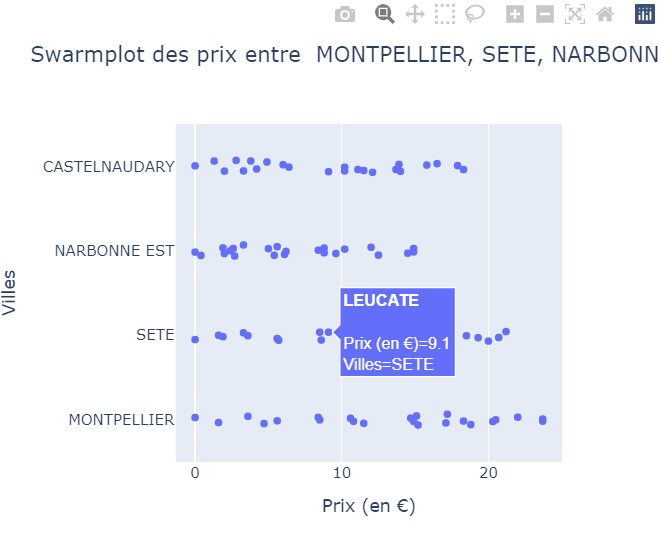 Swarmplot des prix entre  MONTPELLIER, SETE, NARBONN
CASTELNAUDARY
NARBONNE EST
SETE
MONTPELLIER
Villes
LEUCATE
Prix (en €)=9.1
Villes=SETE
0
10
20
Prix (en €)